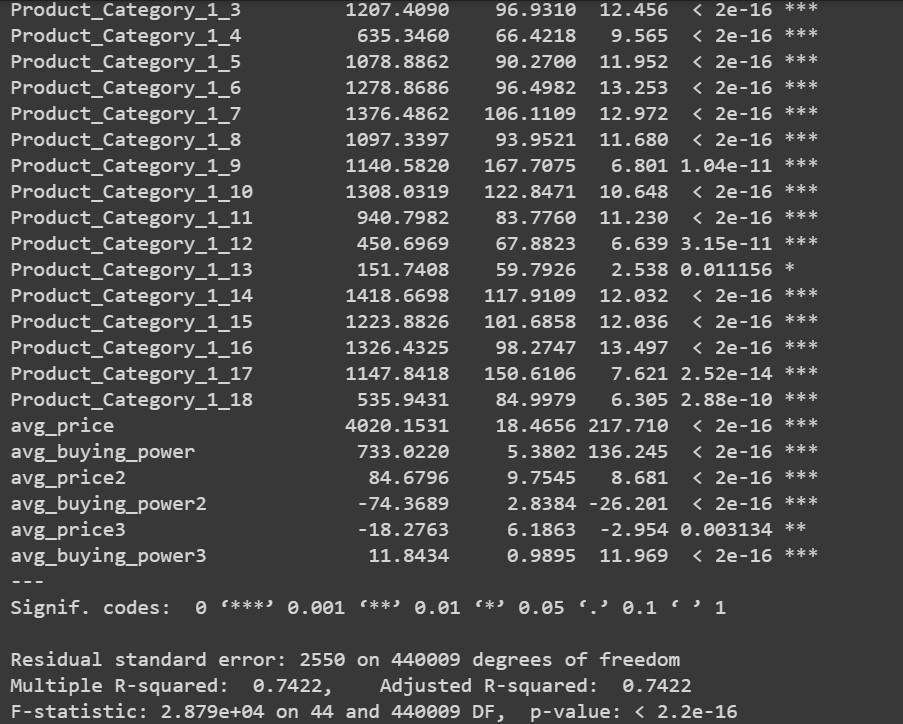 Product_Category_1_3 1207.4090 96.9310 12.456 < 2e-16 ***
Product_Category_1_4 635.3460 66.4218 9.565 < 2e-16 ***
Product_Category_1_5 1078.8862 90.2700 11.952 < 2e-16 ***
Product_Category_1_6 1278.8686 96.4982 13.253 < 2e-16 ***
Product_Category_1_7 1376.4862 106.1109 12.972 < 2e-16 ***
Product_Category_1_8 1097.3397 93.9521 11.680 < 2e-16 ***
Product_Category_1_9 1140.5820 167.7075 6.801 1.04e-11 ***
Product_Category_1_10 1308.0319 122.8471 10.648 < 2e-16 ***
Product_Category_1_11 940.7982 83.7760 11.230 < 2e-16 ***
Product_Category_1_12 450.6969 67.8823 6.639 3.15e-11 ***
Product_Category_1_13 151.7408 59.7926 2.538 0.011156 *
Product_Category_1_14 1418.6698 117.9109 12.032 < 2e-16 ***
Product_Category_1_15 1223.8826 101.6858 12.036 < 2e-16 ***
Product_Category_1_16 1326.4325 98.2747 13.497 < 2e-16 ***
Product_Category_1_17 1147.8418 150.6106 7.621 2.52e-14 ***
Product_Category_1_18 535.9431 84.9979 6.305 2.88e-10 ***
avg_price 4020.1531 18.4656 217.710 < 2e-16 ***
avg_buying_power 733.0220 5.3802 136.245 < 2e-16 ***
avg_price2 84.6796 9.7545 8.681 < 2e-16 ***
avg_buying_power2 -74.3689 2.8384 -26.201 < 2e-16 ***
avg_price3 -18.2763 6.1863 -2.954 0.003134 **
avg_buying_power3 11.8434 0.9895 11.969 < 2e-16 ***
---
Signif. codes: 0 ‘***’ 0.001 ‘**’ 0.01 ‘*’ 0.05 ‘.’ 0.1 ‘ ’ 1
Residual standard error: 2550 on 440009 degrees of freedom
Multiple R-squared: 0.7422, Adjusted R-squared: 0.7422
F-statistic: 2.879e+04 on 44 and 440009 DF, p-value: < 2.2e-16